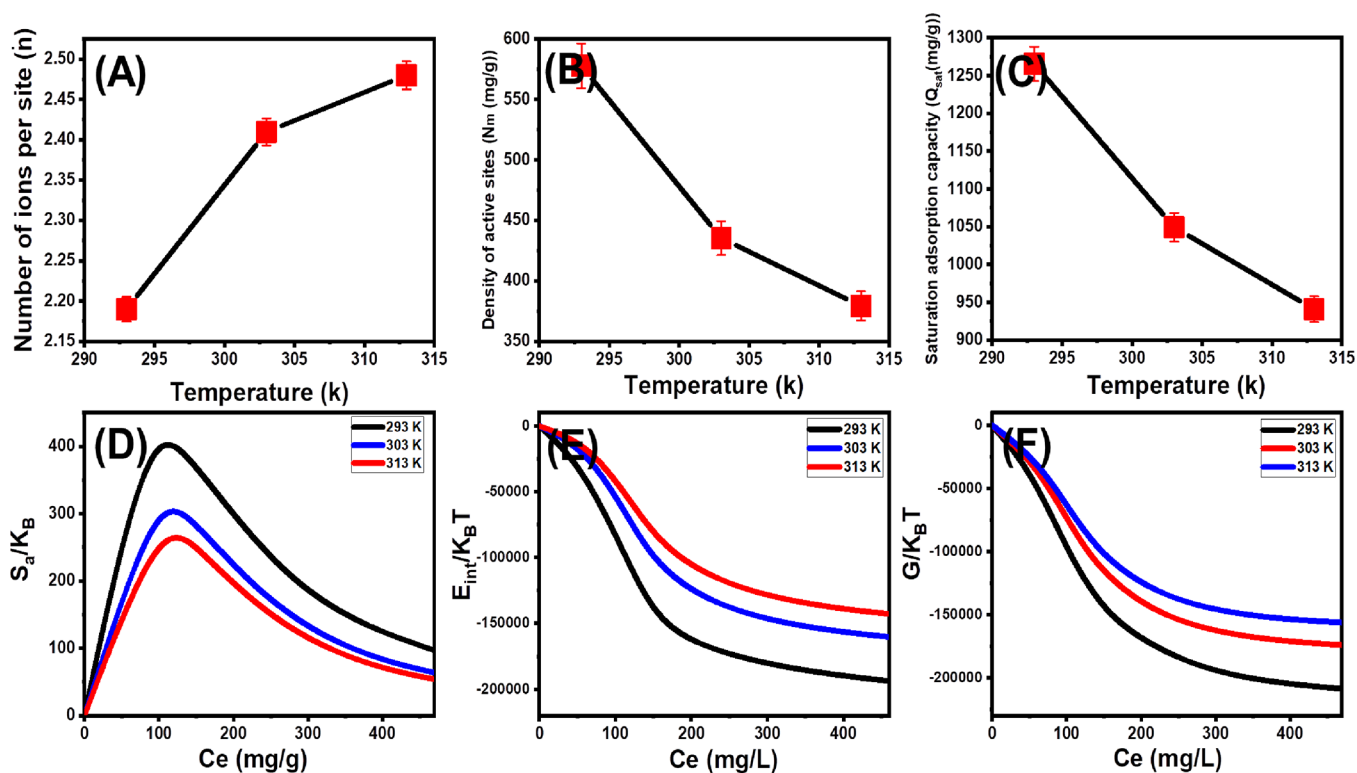 (A)
Number of ions per site (n)
2.50
2.45
2.40
2.35
2.30
2.25
2.20
2.15
290 295 300 305 310 315
Temperature (k)
(B)
Density of active sites (Nm (mg/g))
600
550
500
450
400
350
290 295 300 305 310 315
Temperature (k)
(C)
Saturation adsorption capacity (Qsat(mg/g))
1300
1250
1200
1150
1100
1050
1000
950
900
290 295 300 305 310 315
Temperature (k)
(D)
293 K
303 K
313 K
Sa/KB
400
300
200
100
0
0 100 200 300 400
Ce (mg/g)
(E)
293 K
303 K
313 K
Eint/KBT
0
-50000
-100000
-150000
-200000
0 100 200 300 400
Ce (mg/L)
(F)
293 K
303 K
313 K
G/KBT
0
-50000
-100000
-150000
-200000
0 100 200 300 400
Ce (mg/L)